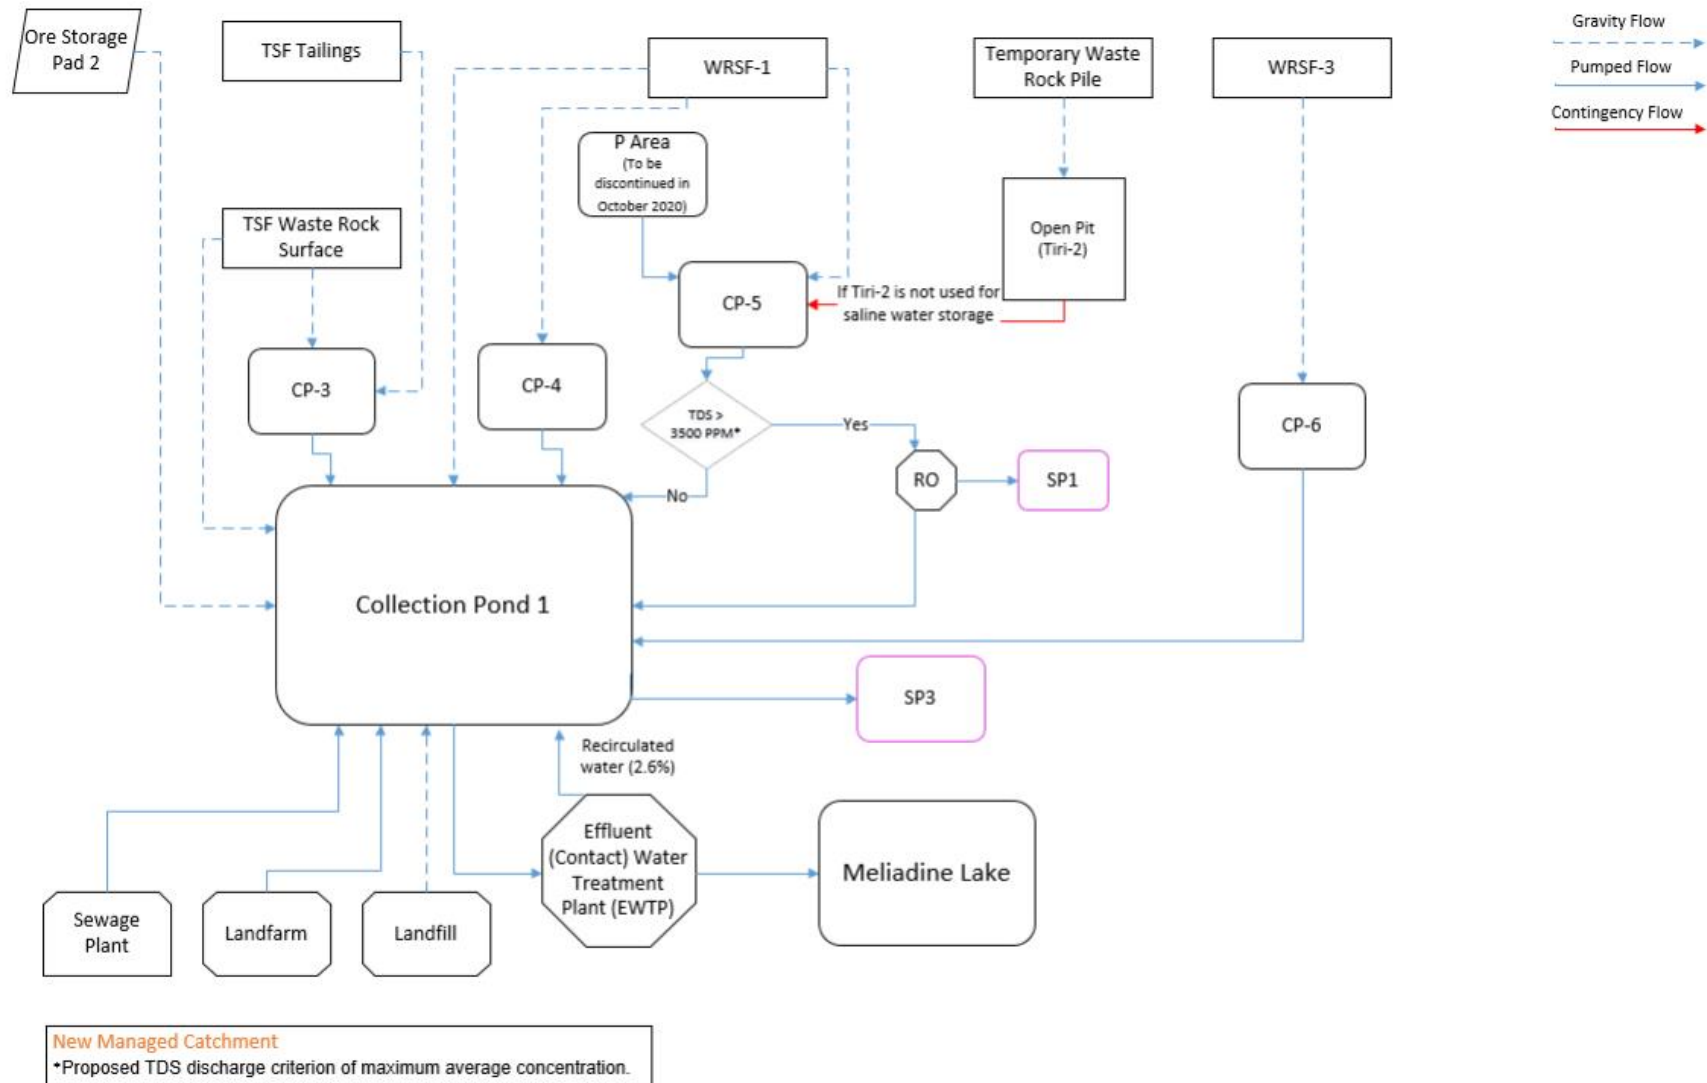 Ore Storage
Pad 2
TSF Tailings
WRSF-1
Temporary Waste
Rock Pile
WRSF-3
Gravity Flow
Pumped Flow
Contingency Flow
P Area
(To be
discontinued in
October 2020)
TSF Waste Rock
Surface
Open Pit
(Tiri-2)
CP-5
If Tiri-2 is not used for
saline water storage
CP-3
CP-4
TDS >
3500 PPM*
Yes
No
RO
SP1
CP-6
Collection Pond 1
SP3
Recirculated
water (2.6%)
Effluent
(Contact) Water
Treatment
Plant (EWTP)
Meliadine Lake
Sewage
Plant
Landfarm
Landfill
New Managed Catchment
*Proposed TDS discharge criterion of maximum average concentration.